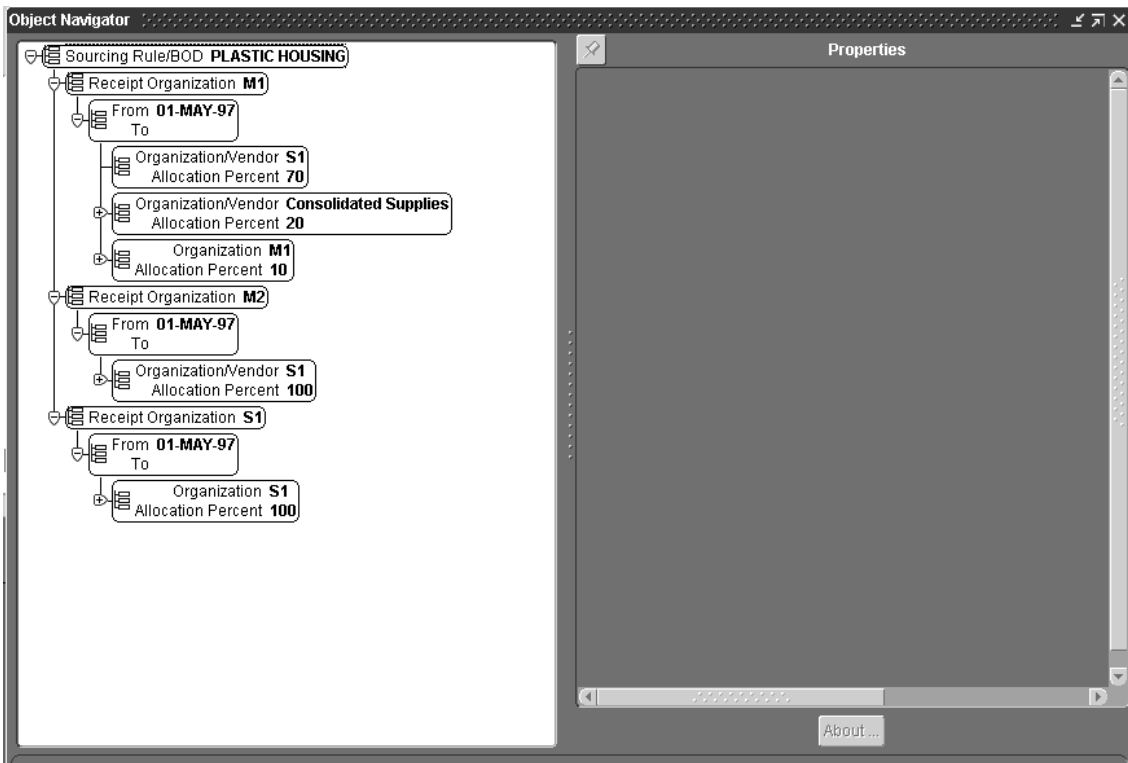 Object Navigator
Sourcing Rule/BOD PLASTIC HOUSING
Receipt Organization M1
From 01-MAY-97
To
Organization/Vendor S1
Allocation Percent 70
Organization/Vendor Consolidated Supplies
Allocation Percent 20
Organization M1
Allocation Percent 10
Receipt Organization M2
From 01-MAY-97
To
Organization/Vendor S1
Allocation Percent 100
Receipt Organization S1
From 01-MAY-97
To
Organization S1
Allocation Percent 100
Properties
About ...